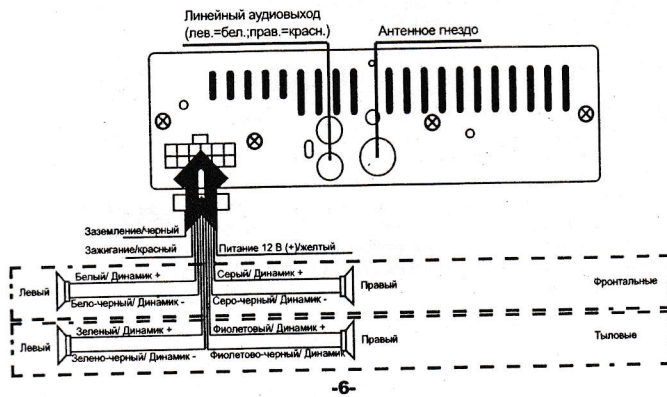 Линейный аудиовыход
(лев.=бел.;прав.=красн.)
Антенное гнездо
Заземление/черный
Зажигание/красный
Питание 12 В (+)/желтый
Белый/ Динамик +
Серый/ Динамик +
Левый
Правый
Фронтальные
Бело-черный/ Динамик -
Серо-черный/ Динамик -
Зеленый/ Динамик +
Фиолетовый/ Динамик +
Левый
Правый
Тыловые
Зелено-черный/ Динамик -
Фиолетово-черный/ Динамик
-6-